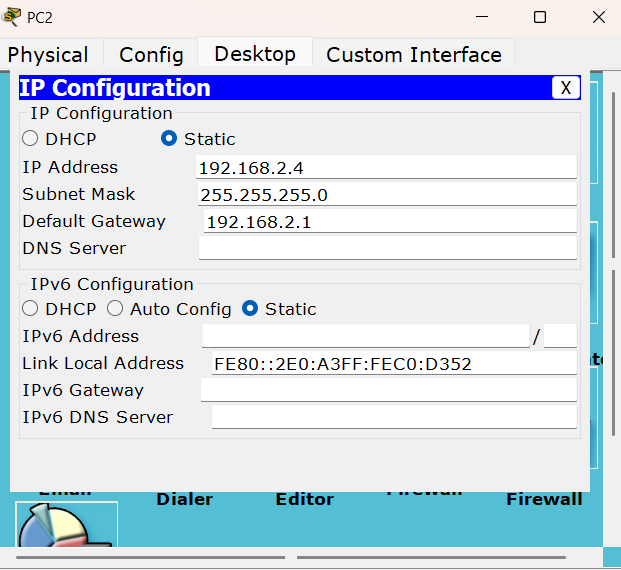 PC2
Physical Config Desktop Custom Interface
IP Configuration X
IP Configuration
DHCP Static
IP Address 192.168.2.4
Subnet Mask 255.255.255.0
Default Gateway 192.168.2.1
DNS Server
IPv6 Configuration
DHCP Auto Config Static
IPv6 Address /
Link Local Address FE80::2E0:A3FF:FEC0:D352
IPv6 Gateway
IPv6 DNS Server
Email Dialer Editor Firewall Firewall